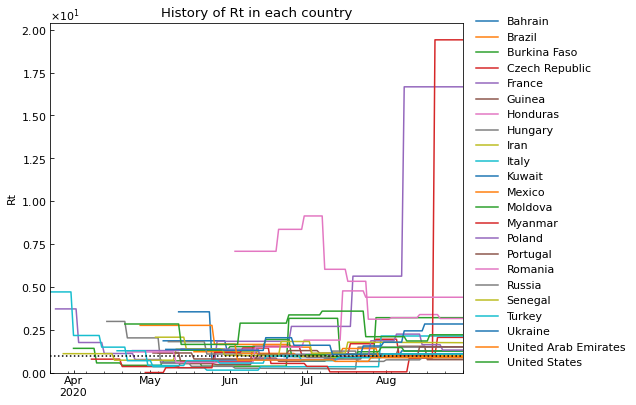 History of Rt in each country
×10¹
2.00
1.75
1.50
1.25
1.00
0.75
0.50
0.25
0.00
Rt
Apr
2020
May
Jun
Jul
Aug
Bahrain
Brazil
Burkina Faso
Czech Republic
France
Guinea
Honduras
Hungary
Iran
Italy
Kuwait
Mexico
Moldova
Myanmar
Poland
Portugal
Romania
Russia
Senegal
Turkey
Ukraine
United Arab Emirates
United States